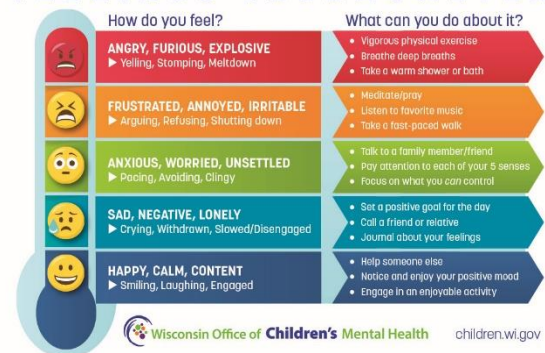 How do you feel?
What can you do about it?
ANGRY, FURIOUS, EXPLOSIVE
▶ Yelling, Stomping, Meltdown
• Vigorous physical exercise
• Breathe deep breaths
• Take a warm shower or bath
FRUSTRATED, ANNOYED, IRRITABLE
▶ Arguing, Refusing, Shutting down
• Meditate/pray
• Listen to favorite music
• Take a fast-paced walk
ANXIOUS, WORRIED, UNSETTLED
▶ Pacing, Avoiding, Clingy
• Talk to a family member/friend
• Pay attention to each of your 5 senses
• Focus on what you can control
SAD, NEGATIVE, LONELY
▶ Crying, Withdrawn, Slowed/Disengaged
• Set a positive goal for the day
• Call a friend or relative
• Journal about your feelings
HAPPY, CALM, CONTENT
▶ Smiling, Laughing, Engaged
• Help someone else
• Notice and enjoy your positive mood
• Engage in an enjoyable activity
Wisconsin Office of Children's Mental Health
children.wi.gov